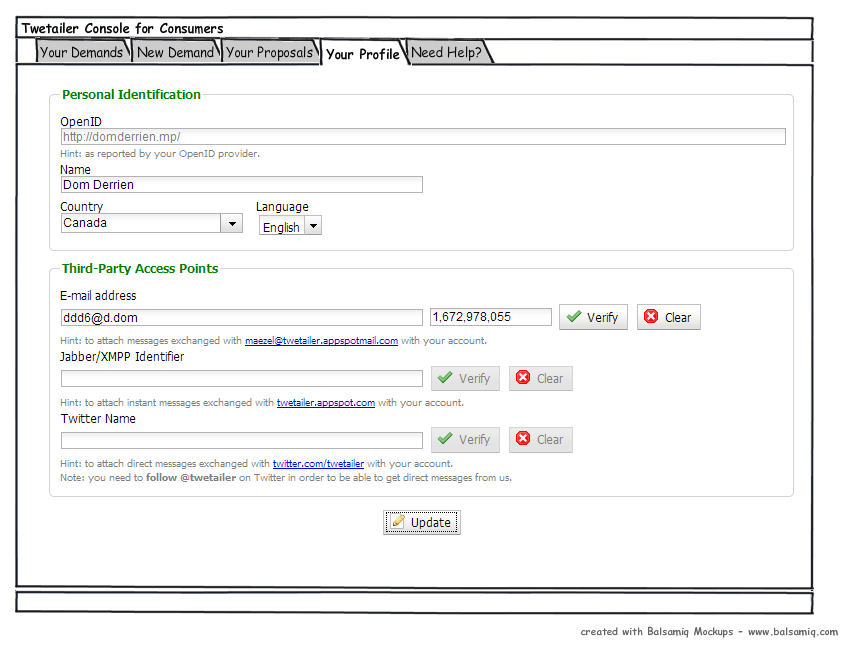 Twetailer Console for Consumers
Your Demands New Demand Your Proposals Your Profile Need Help?
Personal Identification
OpenID
http://domderrien.mp/
Hint: as reported by your OpenID provider.
Name
Dom Derrien
Country Language
Canada English
Third-Party Access Points
E-mail address
ddd6@d.dom 1,672,978,055 Verify Clear
Hint: to attach messages exchanged with maezel@twetailer.appspotmail.com with your account.
Jabber/XMPP Identifier
Verify Clear
Hint: to attach instant messages exchanged with twetailer.appspot.com with your account.
Twitter Name
Verify Clear
Hint: to attach direct messages exchanged with twitter.com/twetailer with your account.
Note: you need to follow @twetailer on Twitter in order to be able to get direct messages from us.
Update
created with Balsamiq Mockups - www.balsamiq.com